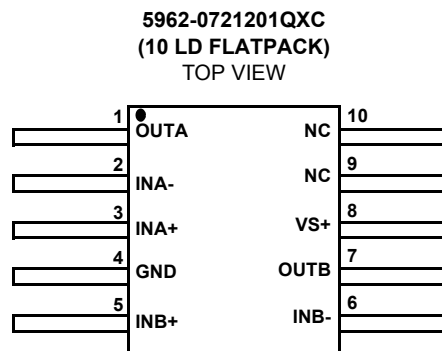 5962-0721201QXC
(10 LD FLATPACK)
TOP VIEW
1 OUTA NC 10
2 INA- NC 9
3 INA+ VS+ 8
4 GND OUTB 7
5 INB+ INB- 6